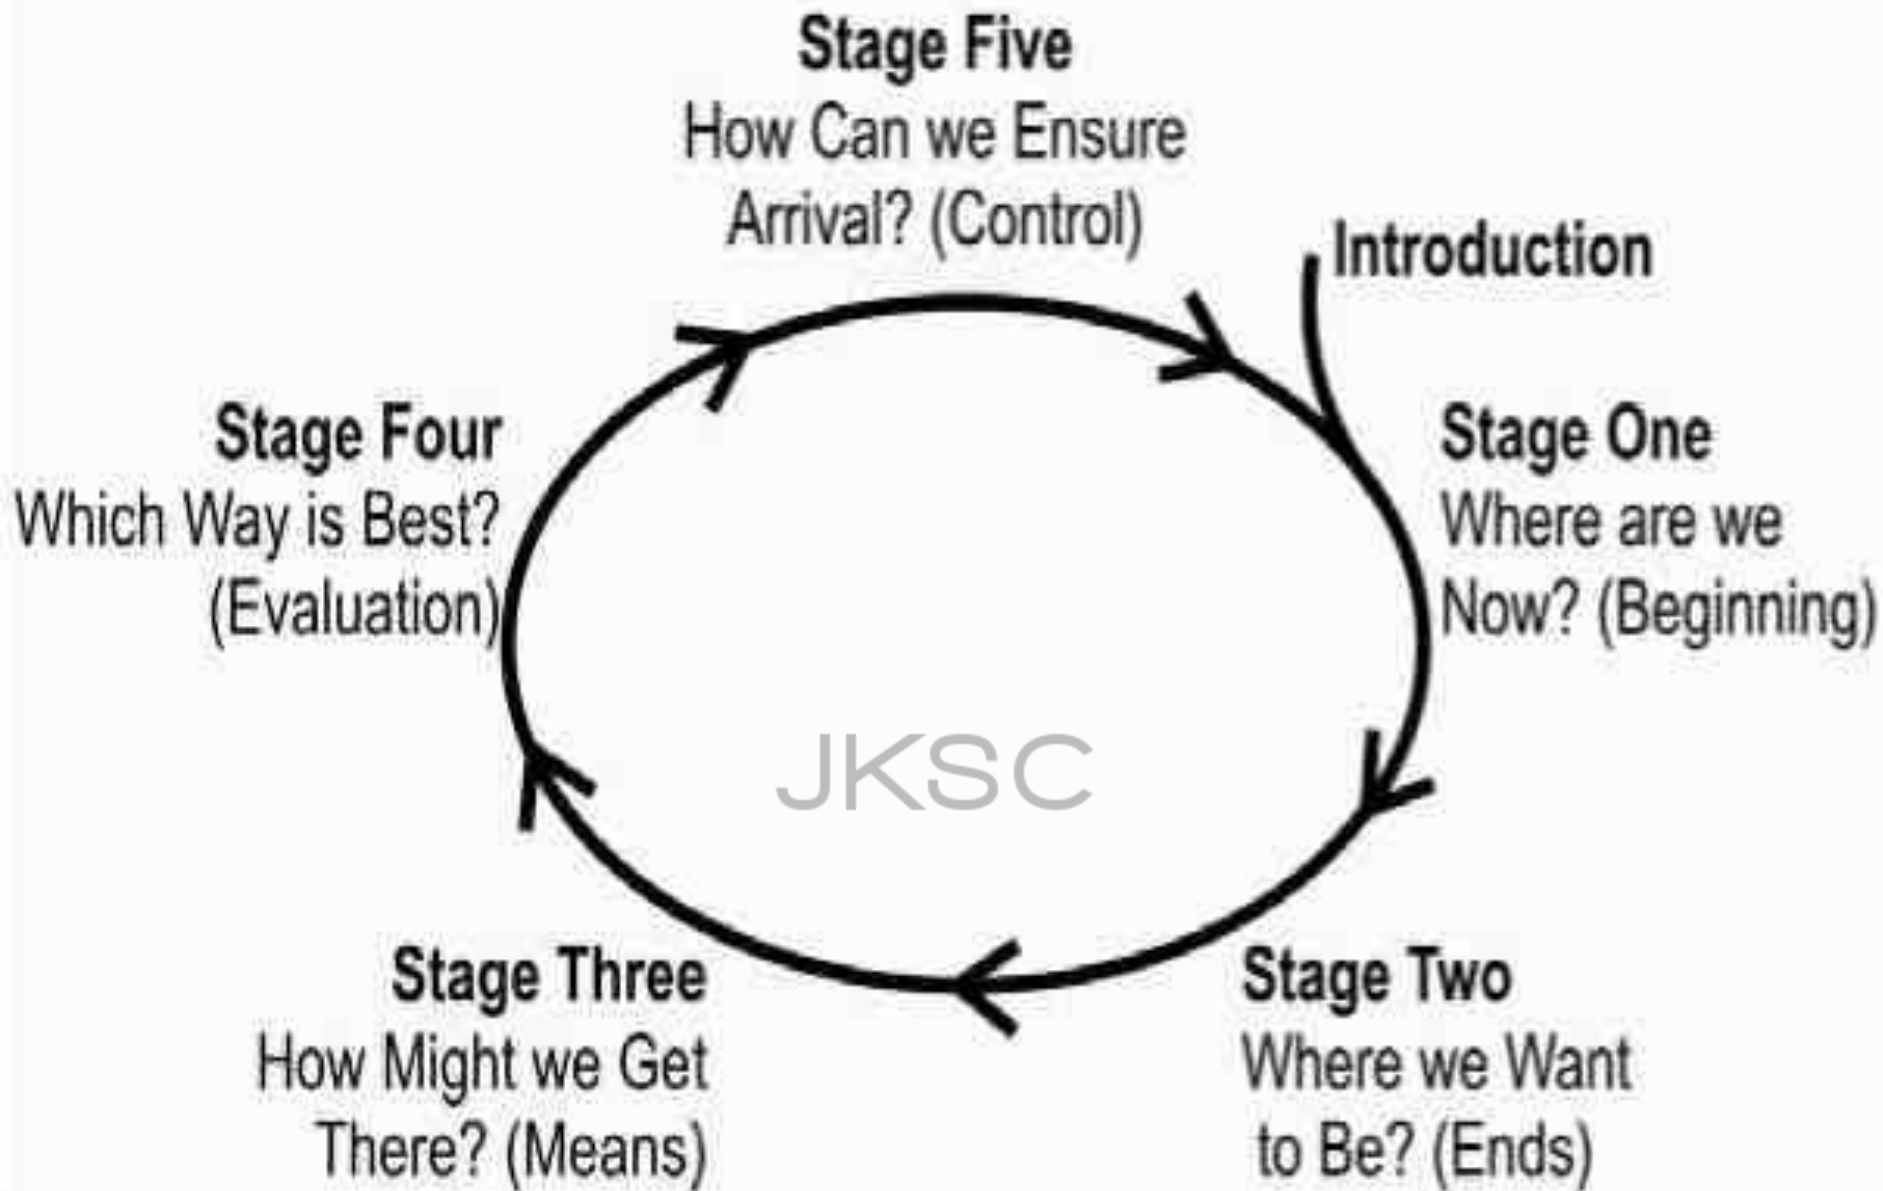 Stage Five
How Can we Ensure
Arrival? (Control)
Introduction
Stage One
Where are we
Now? (Beginning)
Stage Four
Which Way is Best?
(Evaluation)
JKSC
Stage Three
How Might we Get
There? (Means)
Stage Two
Where we Want
to Be? (Ends)